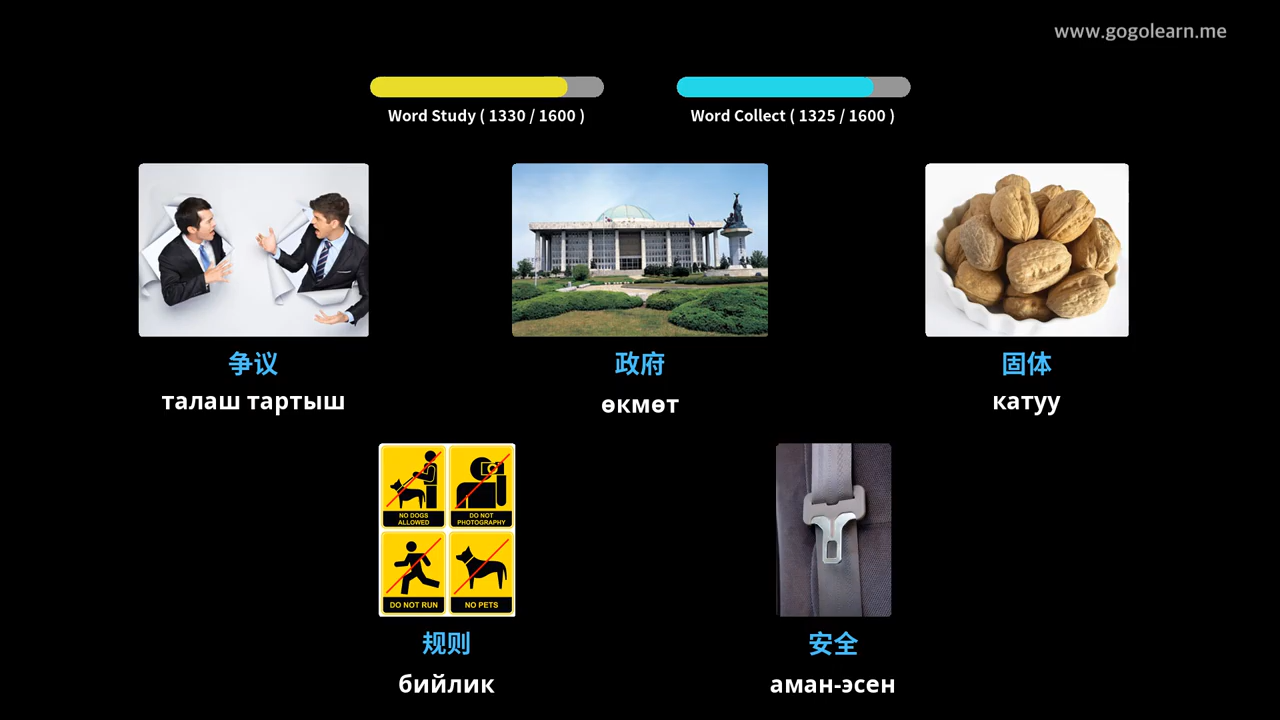 www.gogolearn.me
Word Study ( 1330 / 1600 )
Word Collect ( 1325 / 1600 )
争议
талаш тартыш
政府
өкмөт
固体
катуу
NO DOGS
ALLOWED
DO NOT
PHOTOGRAPHY
DO NOT RUN
NO PETS
规则
бийлик
安全
аман-эсен